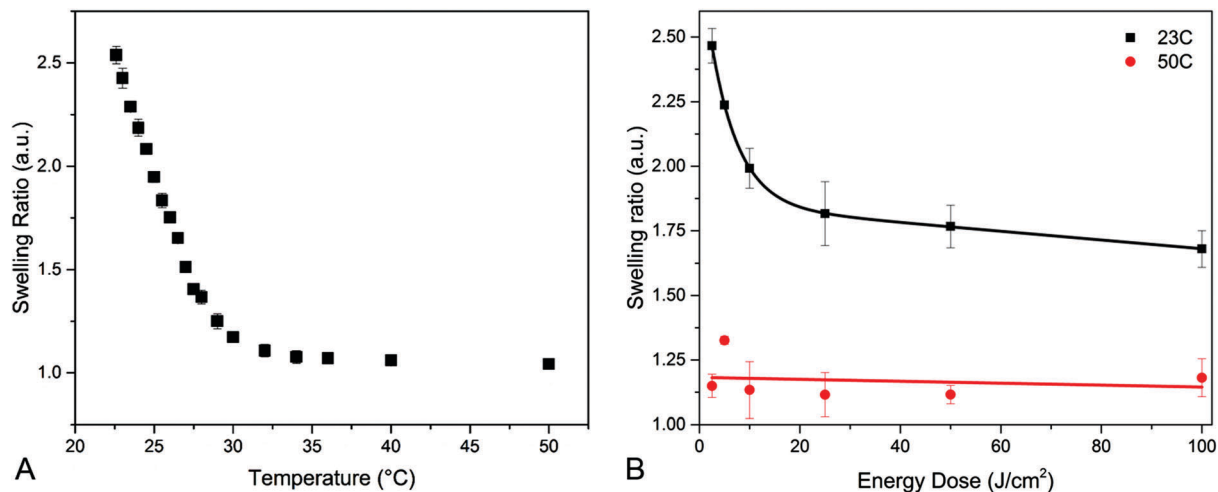 Swelling Ratio (a.u.)
2.5
2.0
1.5
1.0
20 25 30 35 40 45 50
Temperature (°C)
A
Swelling ratio (a.u.)
2.50
2.25
2.00
1.75
1.50
1.25
1.00
23C
50C
0 20 40 60 80 100
Energy Dose (J/cm²)
B